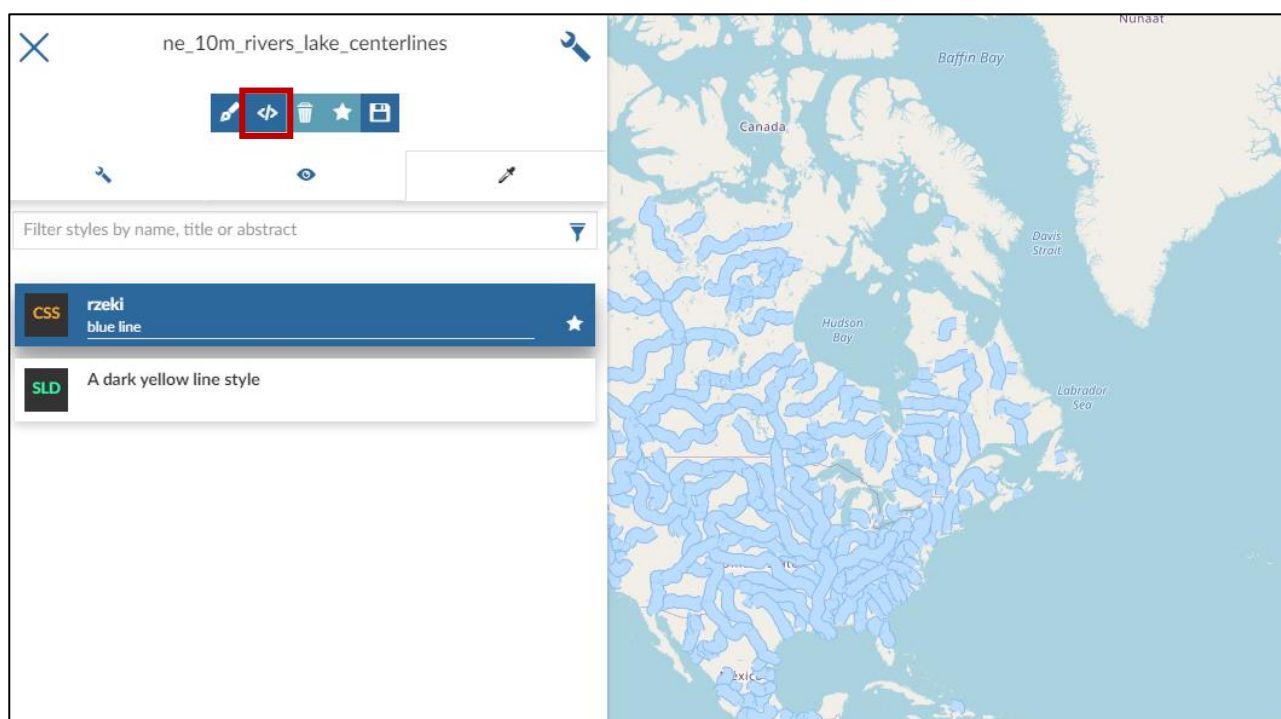 ne_10m_rivers_lake_centerlines
</>
Filter styles by name, title or abstract
CSS
rzeki
blue line
SLD
A dark yellow line style
Nunaat
Baffin Bay
Canada
Davis
Strait
Hudson
Bay
Labrador
Sea